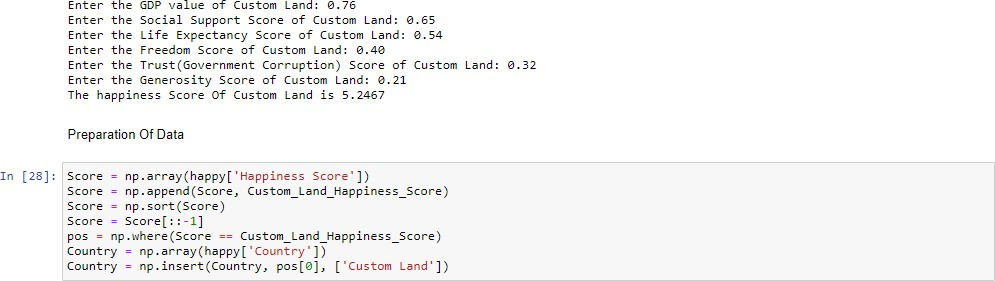 Enter the GDP value of Custom Land: 0.76
Enter the Social Support Score of Custom Land: 0.65
Enter the Life Expectancy Score of Custom Land: 0.54
Enter the Freedom Score of Custom Land: 0.40
Enter the Trust(Government Corruption) Score of Custom Land: 0.32
Enter the Generosity Score of Custom Land: 0.21
The happiness Score Of Custom Land is 5.2467
Preparation Of Data
In [28]: Score = np.array(happy['Happiness Score'])
Score = np.append(Score, Custom_Land_Happiness_Score)
Score = np.sort(Score)
Score = Score[::-1]
pos = np.where(Score == Custom_Land_Happiness_Score)
Country = np.array(happy['Country'])
Country = np.insert(Country, pos[0], ['Custom Land'])